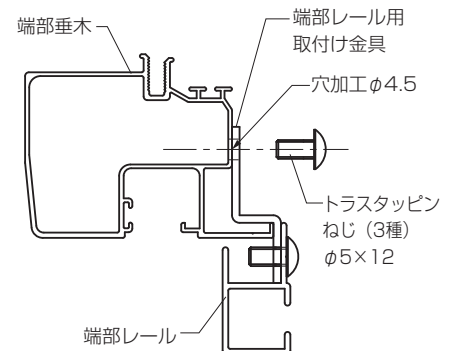 端部垂木
端部レール用
取付け金具
穴加工φ4.5
トラスタッピン
ねじ（3種）
φ5×12
端部レール